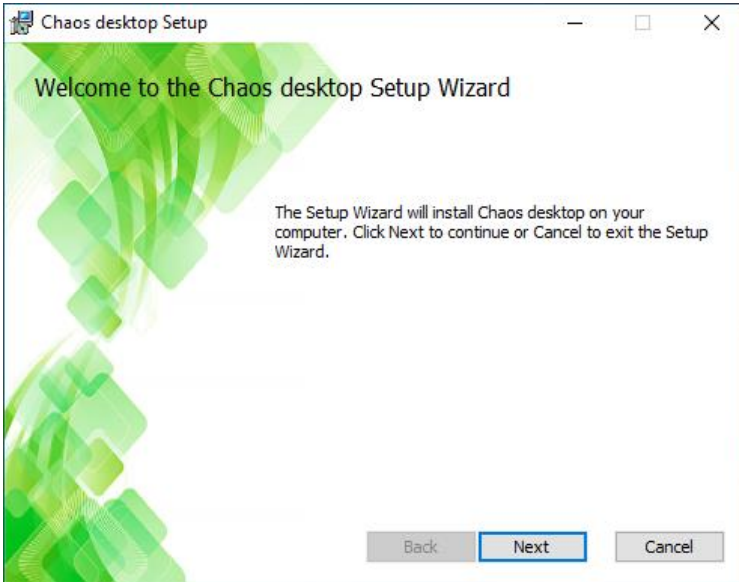 Chaos desktop Setup
Welcome to the Chaos desktop Setup Wizard
The Setup Wizard will install Chaos desktop on your
computer. Click Next to continue or Cancel to exit the Setup
Wizard.
Back Next Cancel